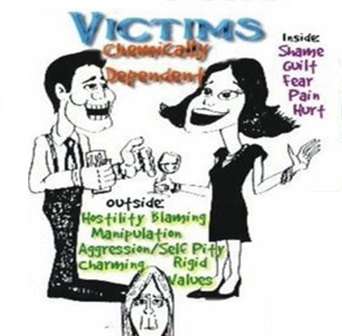 VICTIMS
Chemically
Dependent
Inside:
Shame
Guilt
Fear
Pain
Hurt
outside:
Hostility Blaming
Manipulation
Aggression/Self Pity
Charming Rigid
Values